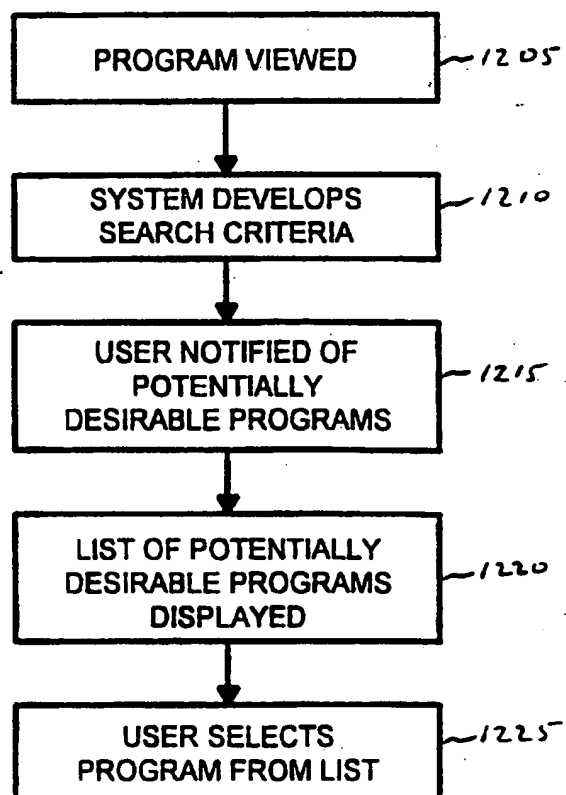 PROGRAM VIEWED
1205
SYSTEM DEVELOPS
SEARCH CRITERIA
1210
USER NOTIFIED OF
POTENTIALLY
DESIRABLE PROGRAMS
1215
LIST OF POTENTIALLY
DESIRABLE PROGRAMS
DISPLAYED
1220
USER SELECTS
PROGRAM FROM LIST
1225